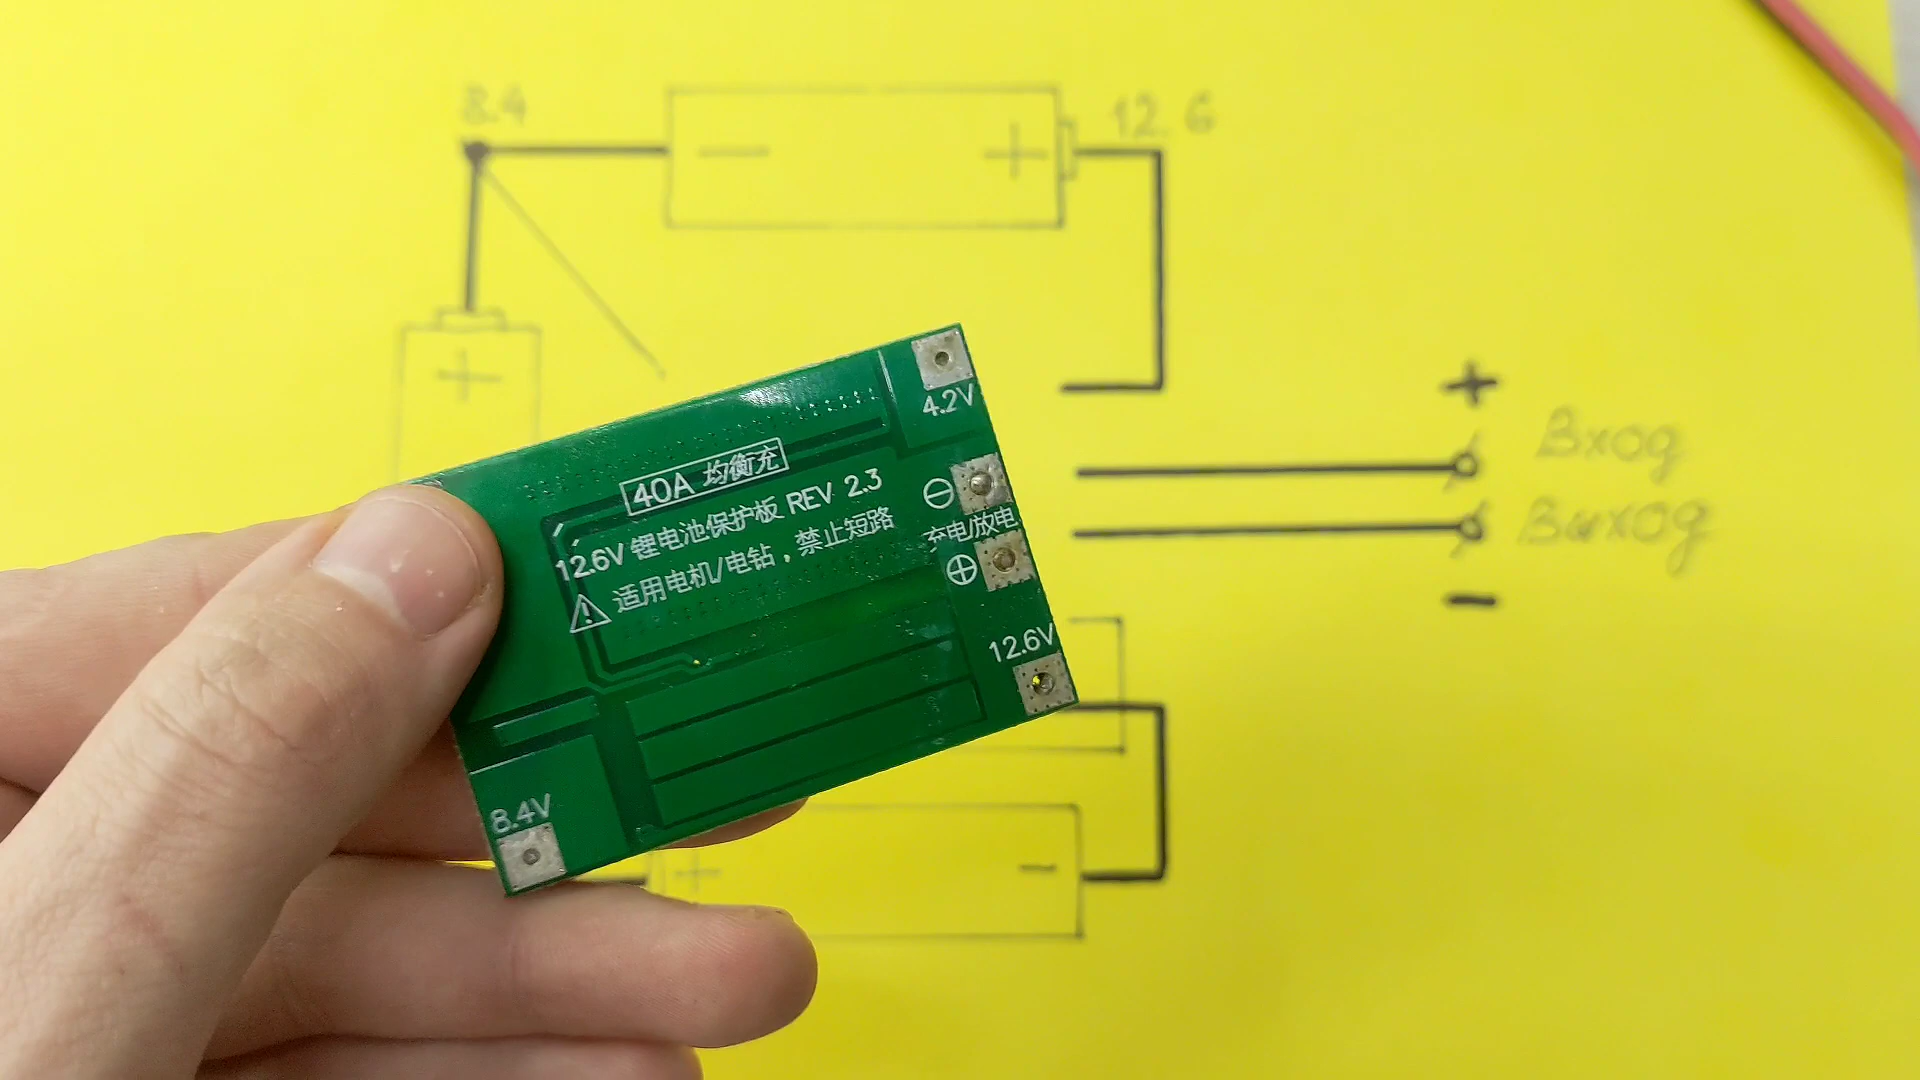 8.4
12.6
+
Вход
Выход
4.2V
40A 均衡充
12.6V 锂电池保护板 REV 2.3
适用电机/电钻，禁止短路
充电/放电
12.6V
8.4V